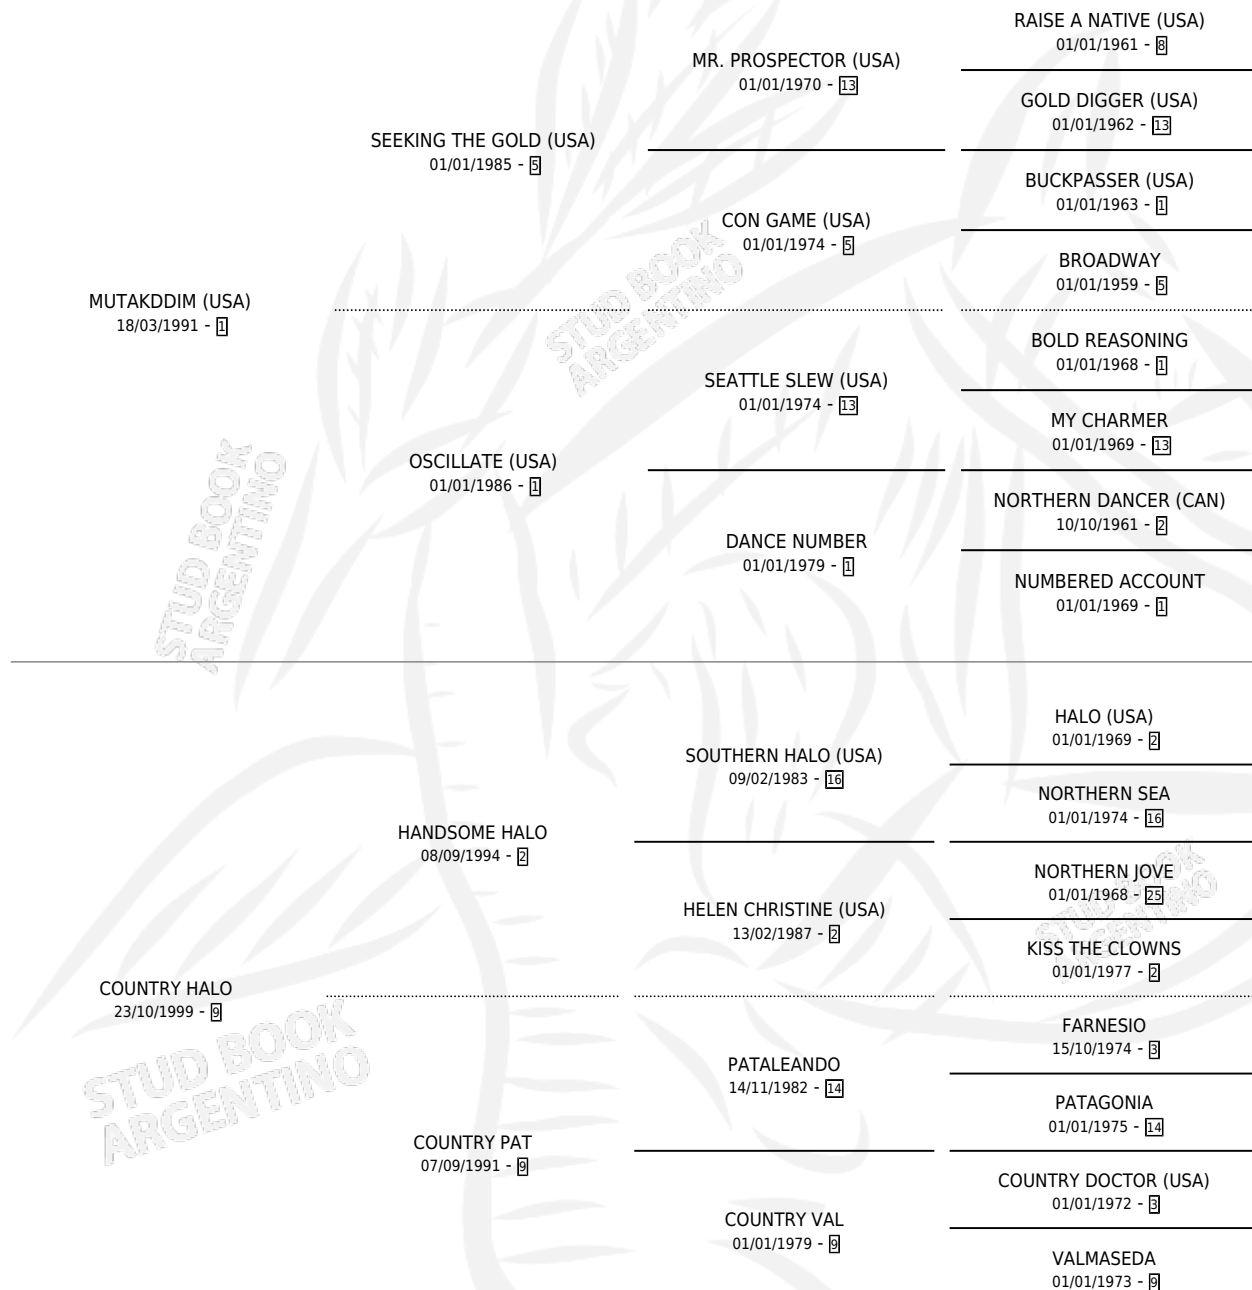 RAISE A NATIVE (USA)
01/01/1961 - 8
MR. PROSPECTOR (USA)
01/01/1970 - 13
GOLD DIGGER (USA)
01/01/1962 - 13
SEEKING THE GOLD (USA)
01/01/1985 - 5
BUCKPASSER (USA)
01/01/1963 - 1
CON GAME (USA)
01/01/1974 - 5
BROADWAY
01/01/1959 - 5
MUTAKDDIM (USA)
18/03/1991 - 1
BOLD REASONING
01/01/1968 - 1
SEATTLE SLEW (USA)
01/01/1974 - 13
MY CHARMER
01/01/1969 - 13
OSCILLATE (USA)
01/01/1986 - 1
NORTHERN DANCER (CAN)
10/10/1961 - 2
DANCE NUMBER
01/01/1979 - 1
NUMBERED ACCOUNT
01/01/1969 - 1
HALO (USA)
01/01/1969 - 2
SOUTHERN HALO (USA)
09/02/1983 - 16
NORTHERN SEA
01/01/1974 - 16
HANDSOME HALO
08/09/1994 - 2
NORTHERN JOVE
01/01/1968 - 25
HELEN CHRISTINE (USA)
13/02/1987 - 2
KISS THE CLOWNS
01/01/1977 - 2
COUNTRY HALO
23/10/1999 - 9
FARNESIO
15/10/1974 - 3
PATALEANDO
14/11/1982 - 14
PATAGONIA
01/01/1975 - 14
COUNTRY PAT
07/09/1991 - 9
COUNTRY DOCTOR (USA)
01/01/1972 - 3
COUNTRY VAL
01/01/1979 - 9
VALMASEDA
01/01/1973 - 9
STUD BOOK
ARGENTINO
STUD BOOK
ARGENTINO
STUD BOOK
ARGENTINO
STUD BOOK
ARGENTINO